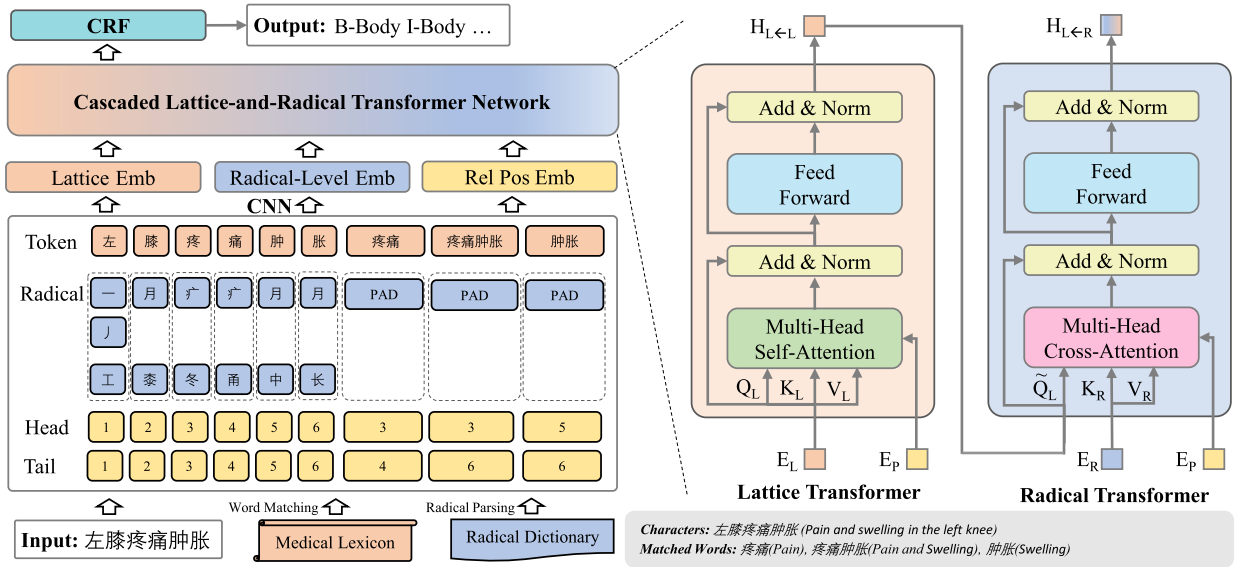 CRF
Output: B-Body I-Body …
Cascaded Lattice-and-Radical Transformer Network
Lattice Emb
Radical-Level Emb
Rel Pos Emb
CNN
Token 左 膝 疼 痛 肿 胀 疼痛 疼痛肿胀 肿胀
Radical 一 月 疒 疒 月 月 PAD PAD PAD
丿
工 桼 冬 甬 中 长
Head 1 2 3 4 5 6 3 3 5
Tail 1 2 3 4 5 6 4 6 6
Word Matching
Radical Parsing
Input: 左膝疼痛肿胀
Medical Lexicon
Radical Dictionary
H_L←L
Add & Norm
Feed
Forward
Add & Norm
Multi-Head
Self-Attention
Q_L K_L V_L
E_L E_P
Lattice Transformer
H_L←R
Add & Norm
Feed
Forward
Add & Norm
Multi-Head
Cross-Attention
Q̃_L K_R V_R
E_R E_P
Radical Transformer
Characters: 左膝疼痛肿胀 (Pain and swelling in the left knee)
Matched Words: 疼痛(Pain), 疼痛肿胀(Pain and Swelling), 肿胀(Swelling)